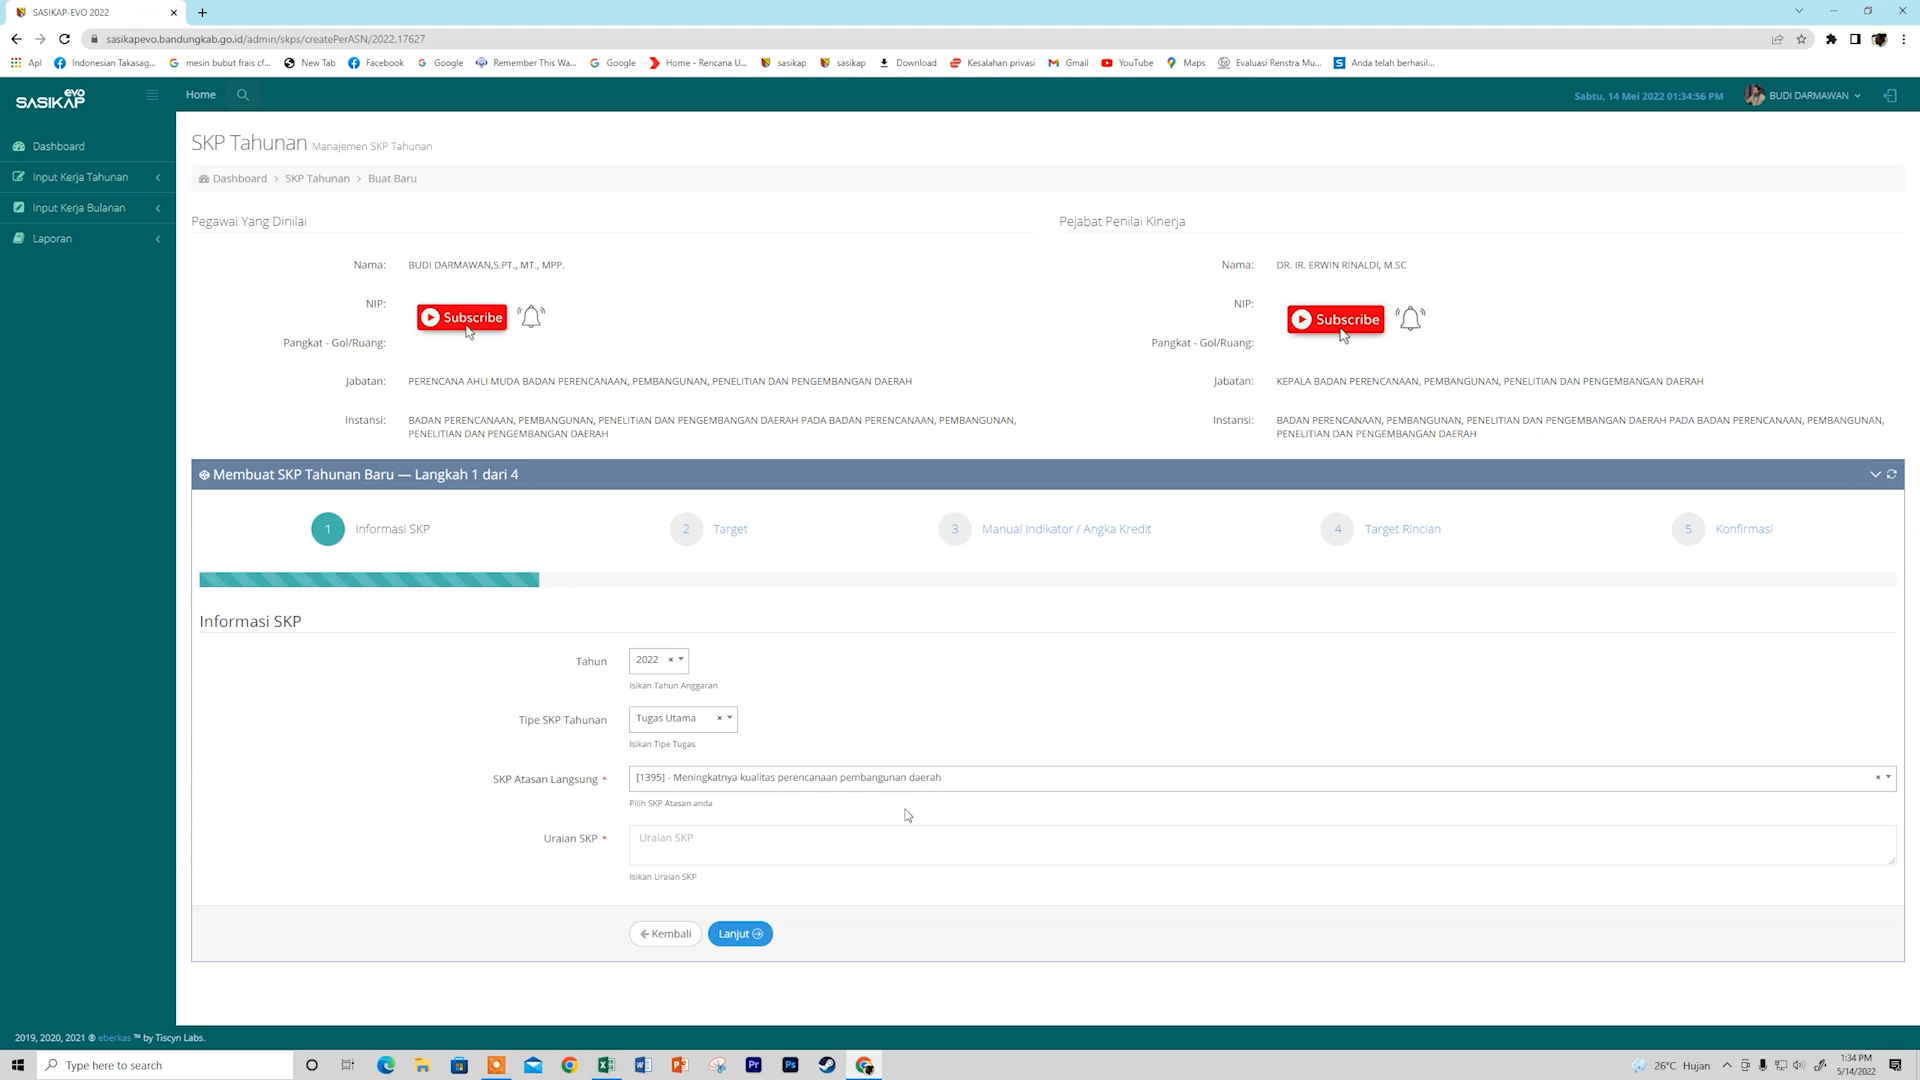 SASIKAP-EVO 2022
sasikapevo.bandungkab.go.id/admin/skps/createPerASN/2022.17627
Apl
Indonesian Takasag...
mesin bubut frais cf...
New Tab
Facebook
Google
Remember This Wa...
Google
Home - Rencana U...
sasikap
sasikap
Download
Kesalahan privasi
Gmail
YouTube
Maps
Evaluasi Renstra Mu...
Anda telah berhasil...
SASIKAP evo
Home
Sabtu, 14 Mei 2022 01:34:56 PM
BUDI DARMAWAN
Dashboard
Input Kerja Tahunan
Input Kerja Bulanan
Laporan
SKP Tahunan Manajemen SKP Tahunan
Dashboard > SKP Tahunan > Buat Baru
Pegawai Yang Dinilai
Nama: BUDI DARMAWAN,S.PT., MT., MPP.
NIP:
Subscribe
Pangkat - Gol/Ruang:
Jabatan: PERENCANA AHLI MUDA BADAN PERENCANAAN, PEMBANGUNAN, PENELITIAN DAN PENGEMBANGAN DAERAH
Instansi: BADAN PERENCANAAN, PEMBANGUNAN, PENELITIAN DAN PENGEMBANGAN DAERAH PADA BADAN PERENCANAAN, PEMBANGUNAN,
PENELITIAN DAN PENGEMBANGAN DAERAH
Pejabat Penilai Kinerja
Nama: DR. IR. ERWIN RINALDI, M.SC
NIP:
Subscribe
Pangkat - Gol/Ruang:
Jabatan: KEPALA BADAN PERENCANAAN, PEMBANGUNAN, PENELITIAN DAN PENGEMBANGAN DAERAH
Instansi: BADAN PERENCANAAN, PEMBANGUNAN, PENELITIAN DAN PENGEMBANGAN DAERAH PADA BADAN PERENCANAAN, PEMBANGUNAN,
PENELITIAN DAN PENGEMBANGAN DAERAH
Membuat SKP Tahunan Baru — Langkah 1 dari 4
1 Informasi SKP
2 Target
3 Manual Indikator / Angka Kredit
4 Target Rincian
5 Konfirmasi
Informasi SKP
Tahun 2022 × 
Isikan Tahun Anggaran
Tipe SKP Tahunan Tugas Utama ×
Isikan Tipe Tugas
SKP Atasan Langsung * [1395] - Meningkatnya kualitas perencanaan pembangunan daerah ×
Pilih SKP Atasan anda
Uraian SKP * Uraian SKP
Isikan Uraian SKP
Kembali
Lanjut
2019, 2020, 2021 ® eberkas ™ by Tiscyn Labs.
Type here to search
26°C Hujan
1:34 PM
5/14/2022